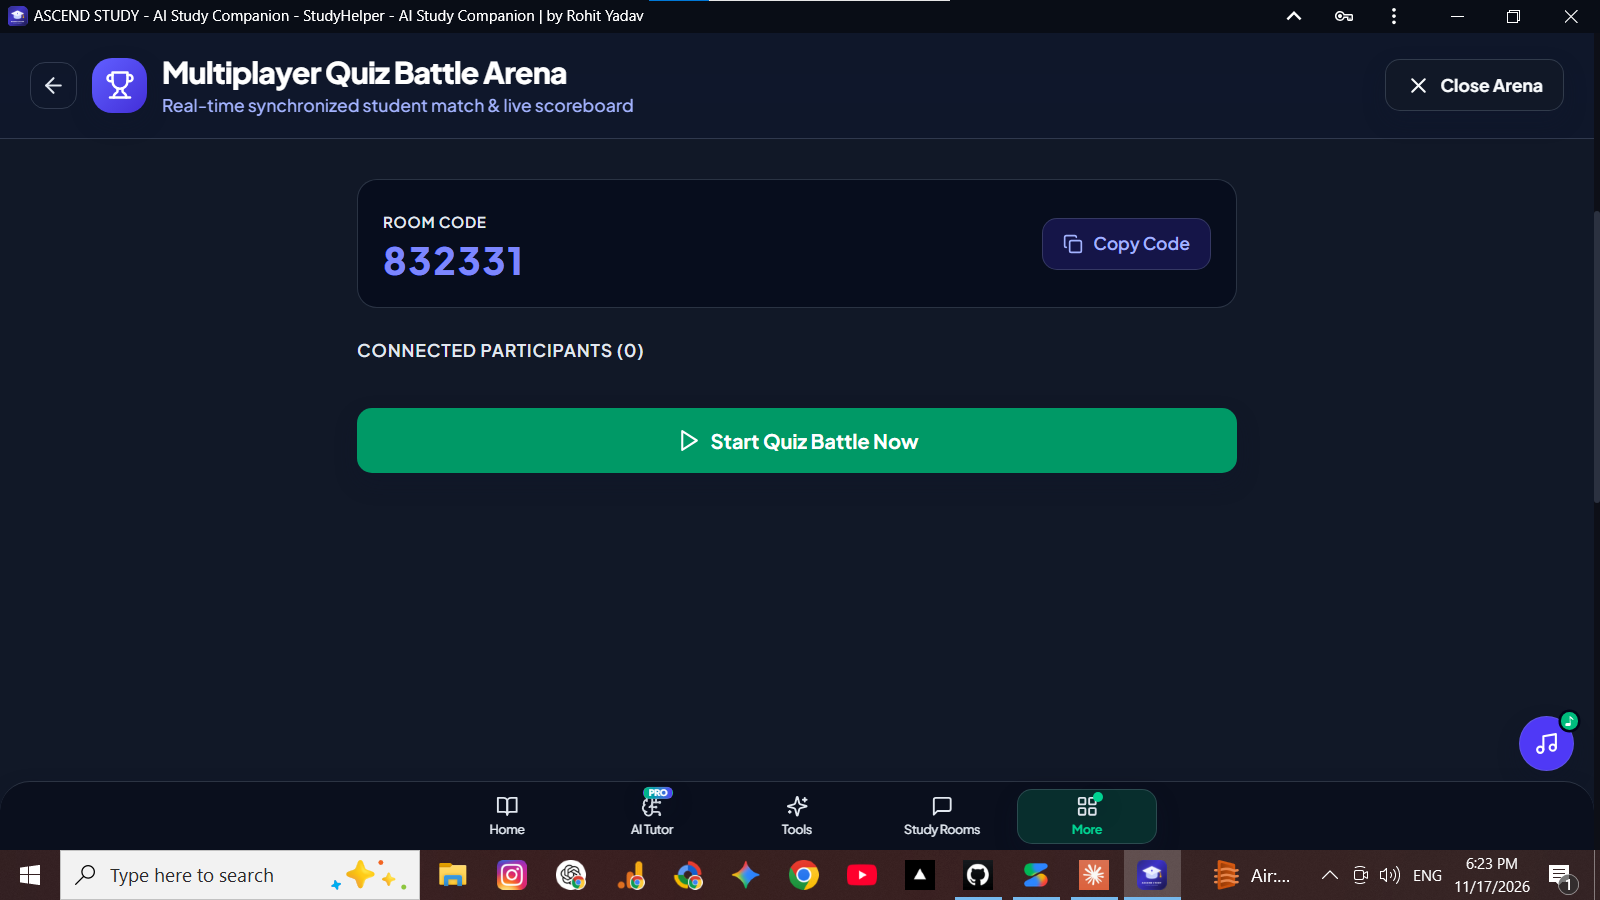 ASCEND STUDY - AI Study Companion - StudyHelper - AI Study Companion | by Rohit Yadav
Multiplayer Quiz Battle Arena
Real-time synchronized student match & live scoreboard
Close Arena
ROOM CODE
832331
Copy Code
CONNECTED PARTICIPANTS (0)
Start Quiz Battle Now
PRO
Home
AI Tutor
Tools
Study Rooms
More
Type here to search
Air:...
ENG
6:23 PM
11/17/2026
1